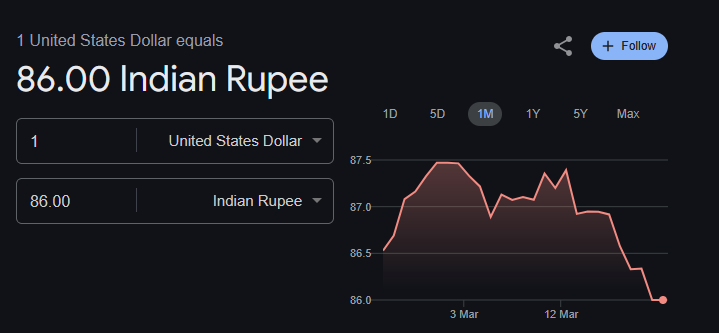 1 United States Dollar equals
86.00 Indian Rupee
+ Follow
1 United States Dollar
86.00 Indian Rupee
1D 5D 1M 1Y 5Y Max
87.5
87.0
86.5
86.0
3 Mar 12 Mar